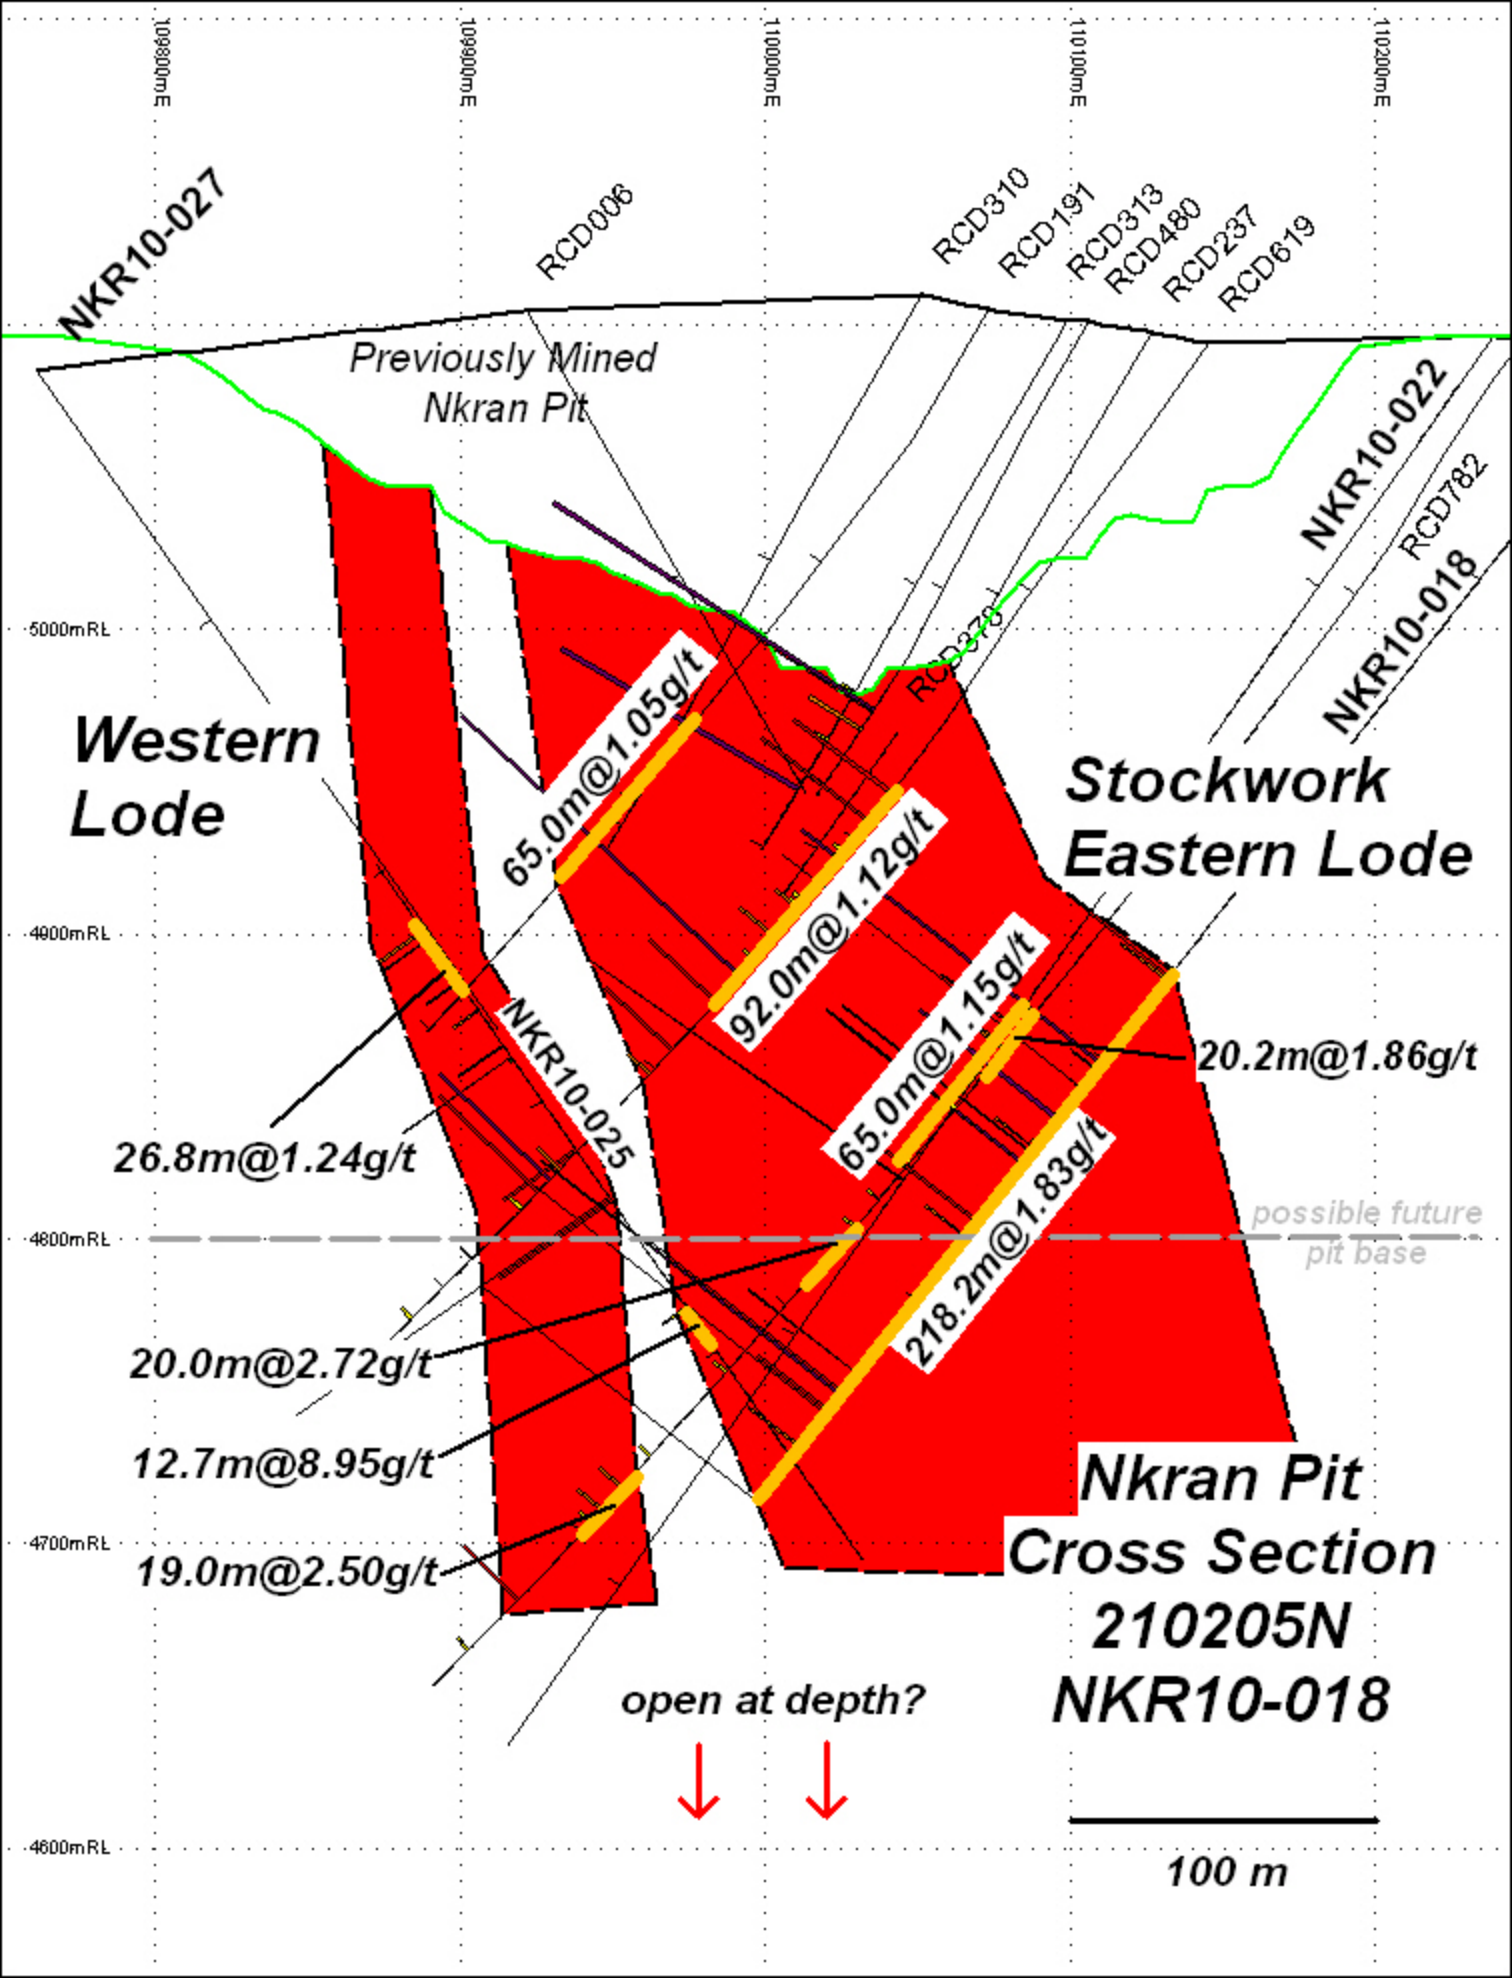 109800mE
109900mE
110000mE
110100mE
110200mE
NKR10-027
RCD006
RCD310
RCD191
RCD313
RCD480
RCD237
RCD619
Previously Mined
Nkran Pit
NKR10-022
RCD782
NKR10-018
5000mRL
65.0m@1.05g/t
Western
Lode
Stockwork
Eastern Lode
92.0m@1.12g/t
4900mRL
65.0m@1.15g/t
NKR10-025
20.2m@1.86g/t
26.8m@1.24g/t
218.2m@1.83g/t
possible future
pit base
4800mRL
20.0m@2.72g/t
12.7m@8.95g/t
19.0m@2.50g/t
4700mRL
Nkran Pit
Cross Section
210205N
NKR10-018
open at depth?
4600mRL
100 m